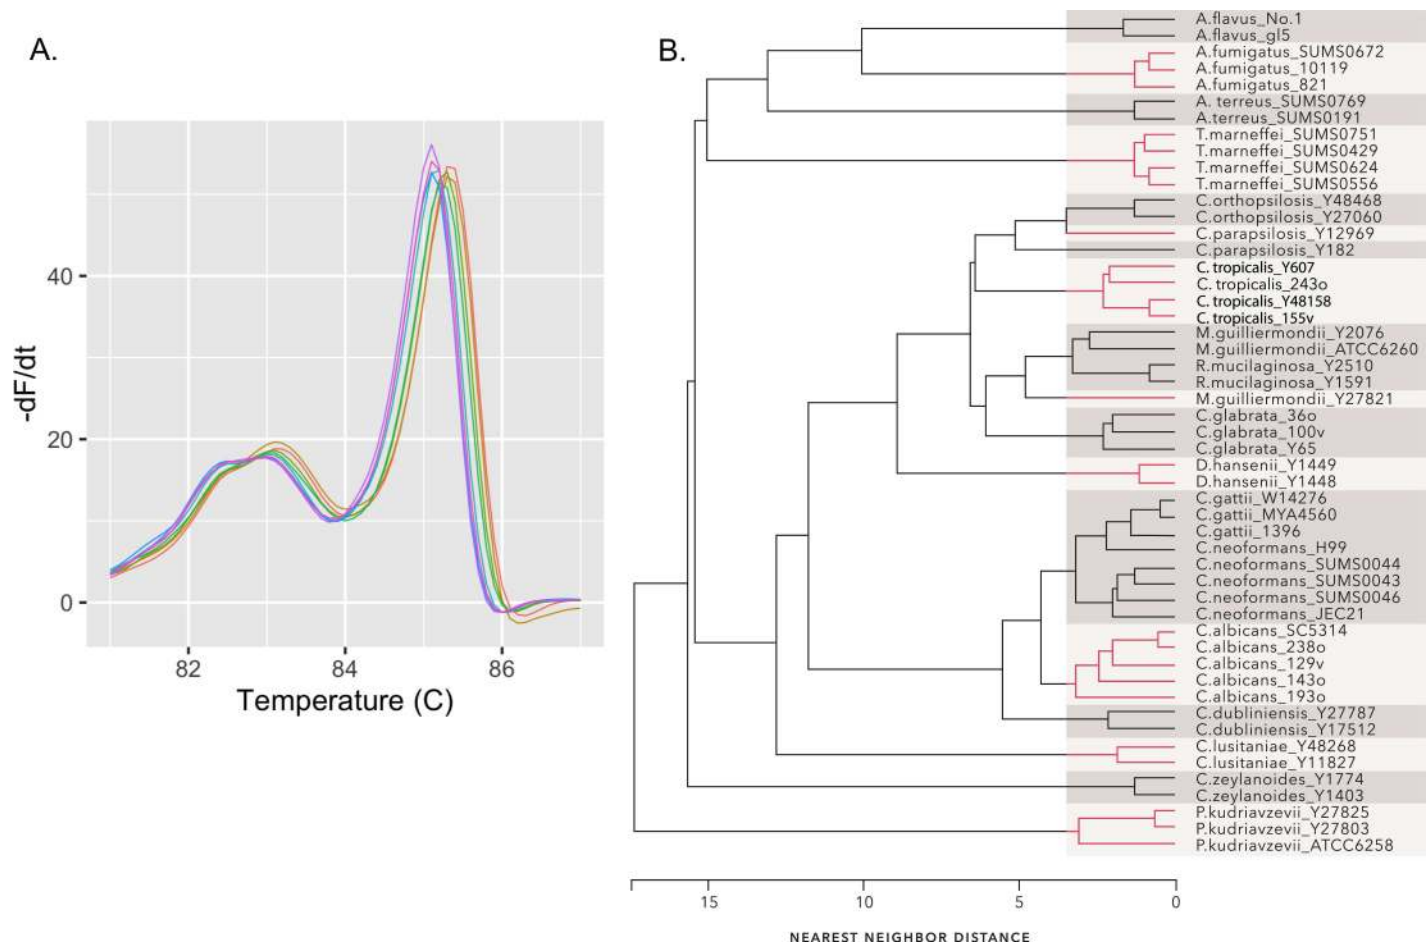 A.
-dF/dt
40
20
0
82
84
86
Temperature (C)
B.
A.flavus_No.1
A.flavus_gl5
A.fumigatus_SUMS0672
A.fumigatus_10119
A.fumigatus_821
A. terreus_SUMS0769
A.terreus_SUMS0191
T.marneffei_SUMS0751
T.marneffei_SUMS0429
T.marneffei_SUMS0624
T.marneffei_SUMS0556
C.orthopsilosis_Y48468
C.orthopsilosis_Y27060
C.parapsilosis_Y12969
C.parapsilosis_Y182
C. tropicalis_Y607
C. tropicalis_243o
C. tropicalis_Y48158
C. tropicalis_155v
M.guilliermondii_Y2076
M.guilliermondii_ATCC6260
R.mucilaginosa_Y2510
R.mucilaginosa_Y1591
M.guilliermondii_Y27821
C.glabrata_36o
C.glabrata_100v
C.glabrata_Y65
D.hansenii_Y1449
D.hansenii_Y1448
C.gattii_W14276
C.gattii_MYA4560
C.gattii_1396
C.neoformans_H99
C.neoformans_SUMS0044
C.neoformans_SUMS0043
C.neoformans_SUMS0046
C.neoformans_JEC21
C.albicans_SC5314
C.albicans_238o
C.albicans_129v
C.albicans_143o
C.albicans_193o
C.dubliniensis_Y27787
C.dubliniensis_Y17512
C.lusitaniae_Y48268
C.lusitaniae_Y11827
C.zeylanoides_Y1774
C.zeylanoides_Y1403
P.kudriavzevii_Y27825
P.kudriavzevii_Y27803
P.kudriavzevii_ATCC6258
15 10 5 0
NEAREST NEIGHBOR DISTANCE